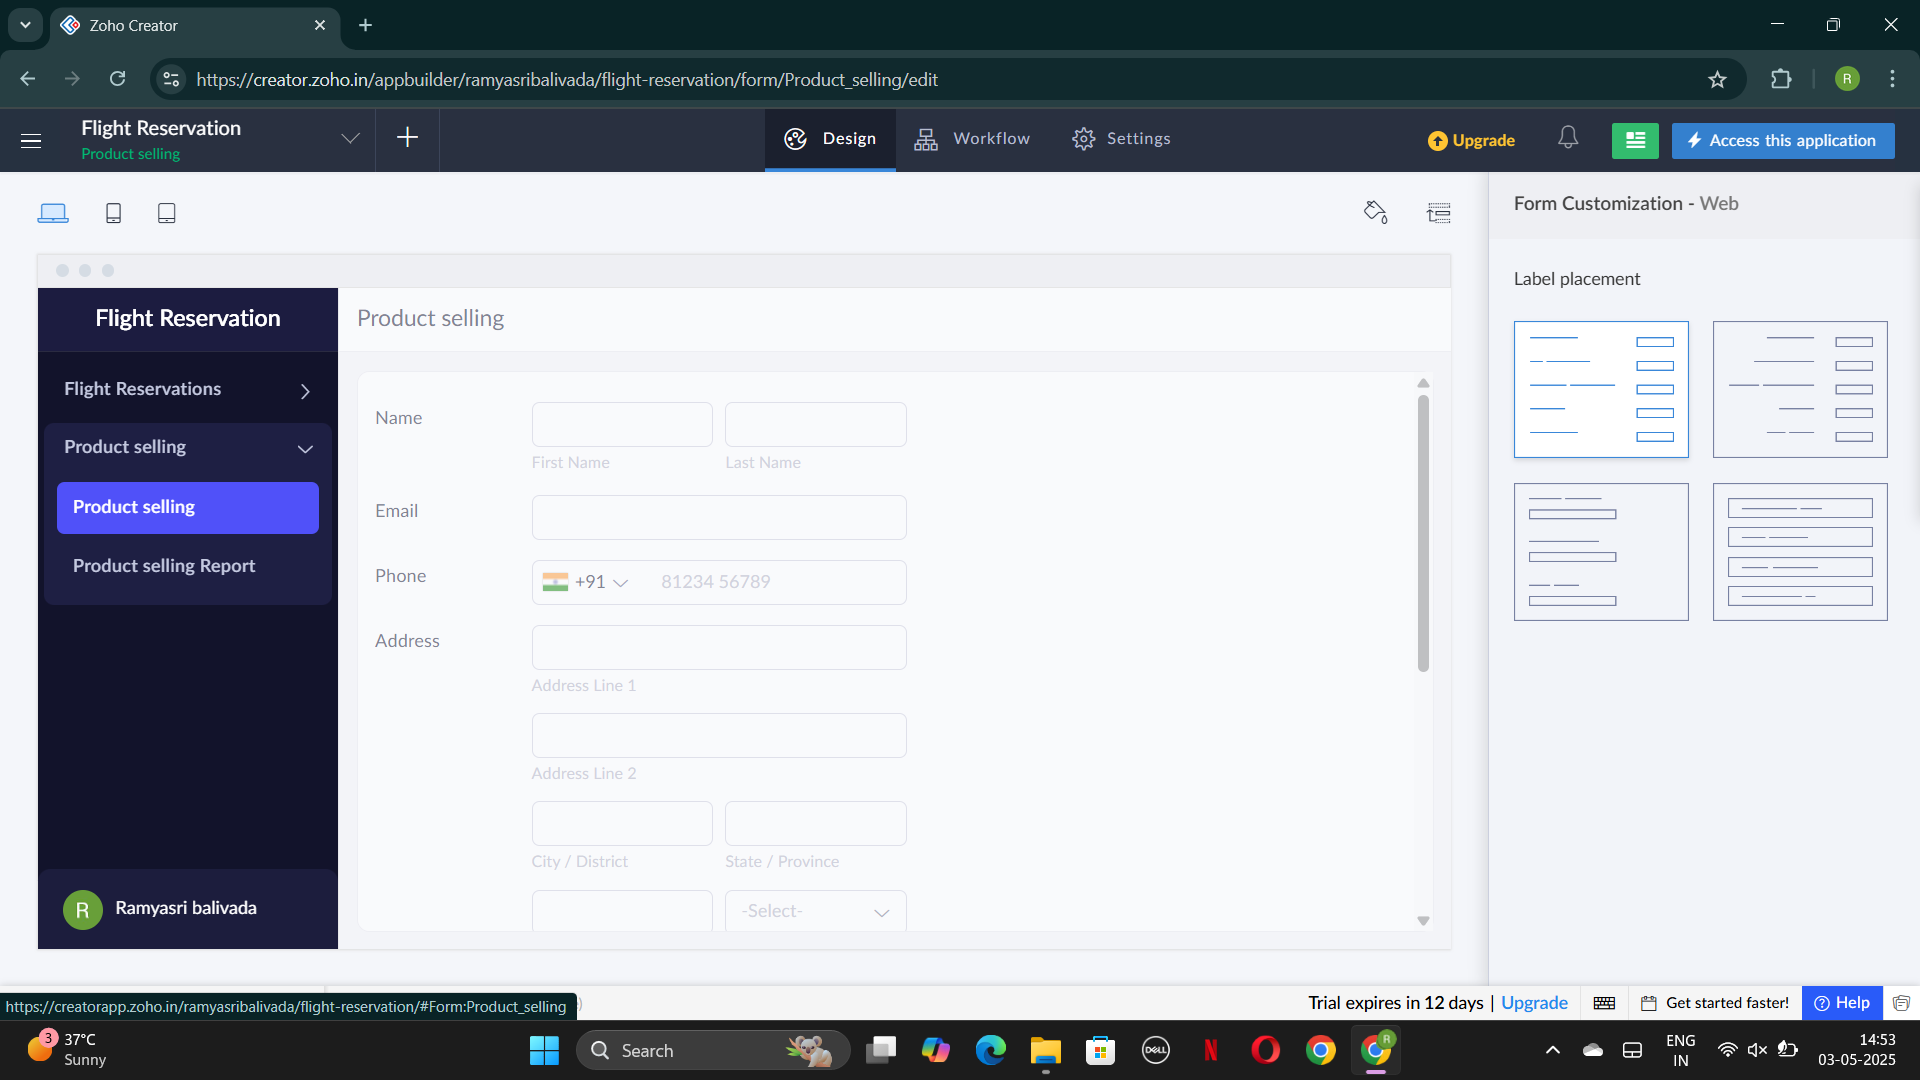 Zoho Creator
https://creator.zoho.in/appbuilder/ramyasribalivada/flight-reservation/form/Product_selling/edit
R
Flight Reservation
Product selling
Design
Workflow
Settings
Upgrade
Access this application
Form Customization - Web
Label placement
Flight Reservation
Flight Reservations
Product selling
Product selling
Product selling Report
R
Ramyasri balivada
Product selling
Name
First Name
Last Name
Email
Phone
+91
81234 56789
Address
Address Line 1
Address Line 2
City / District
State / Province
-Select-
https://creatorapp.zoho.in/ramyasribalivada/flight-reservation/#Form:Product_selling
Trial expires in 12 days | Upgrade
Get started faster!
Help
3
37°C
Sunny
Search
DELL
N
R
ENG
IN
14:53
03-05-2025